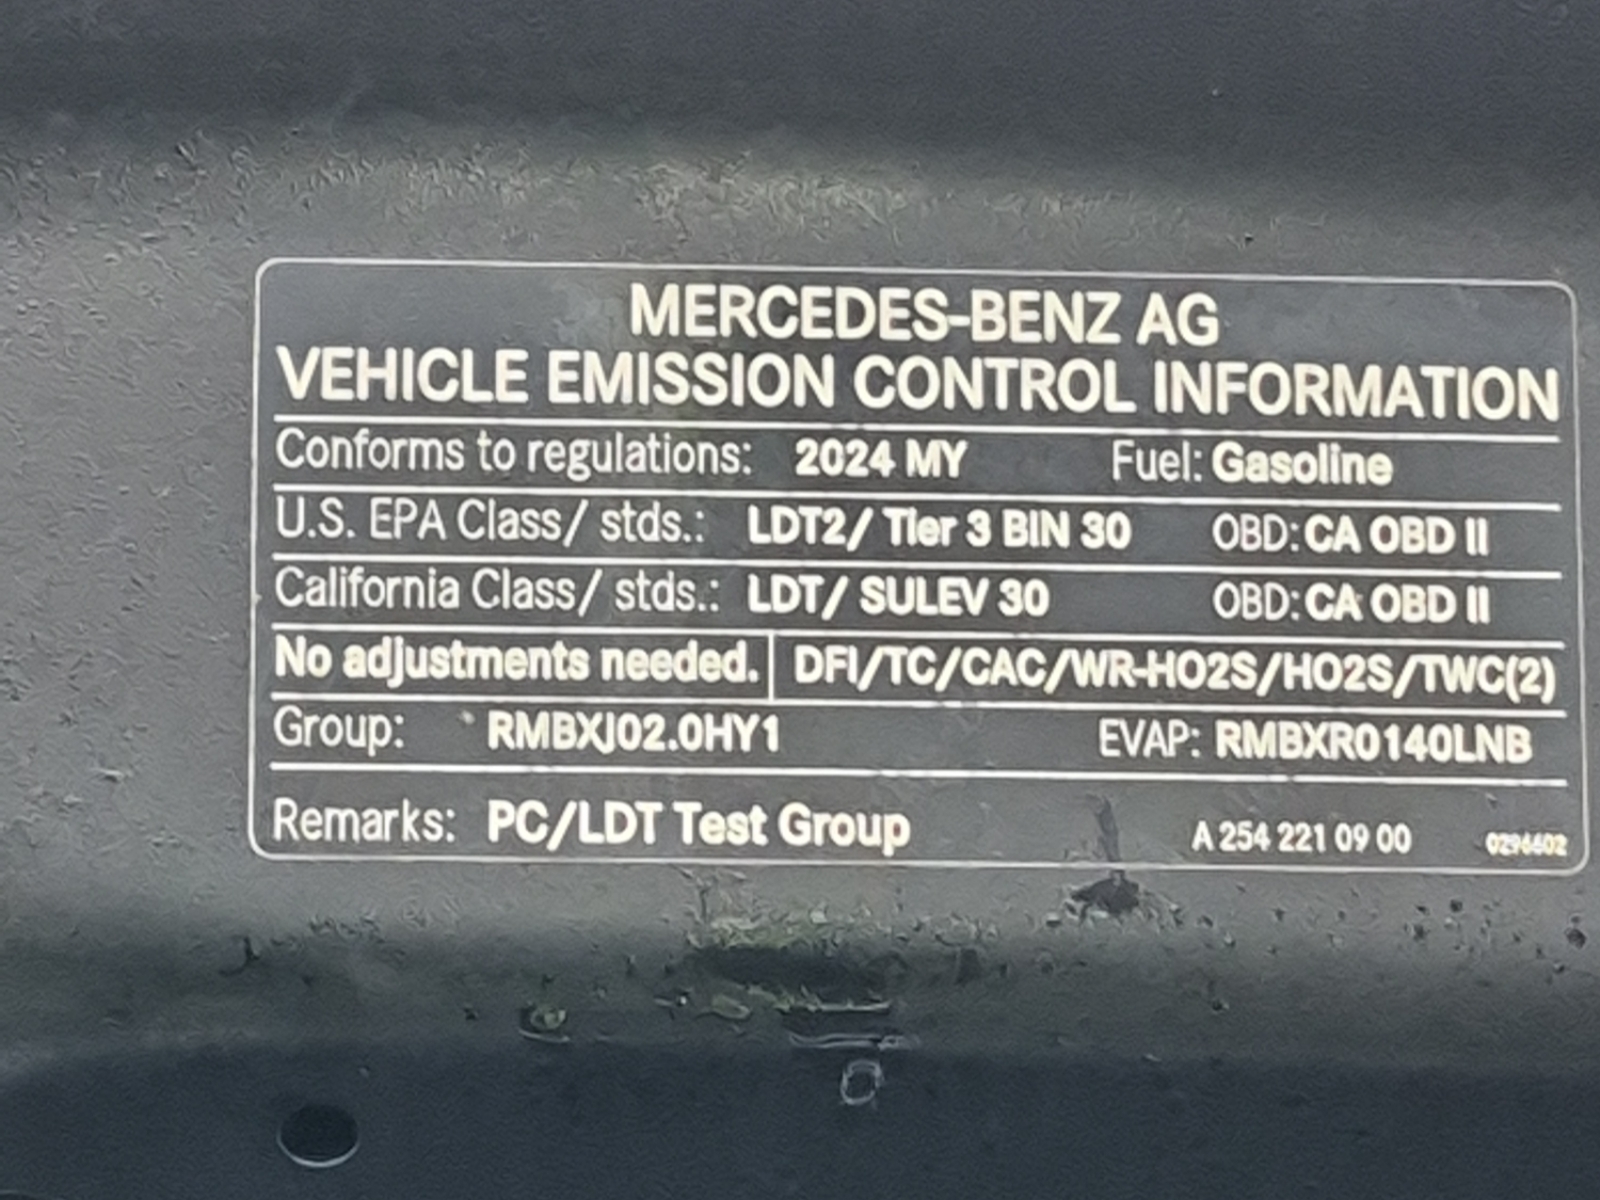 MERCEDES-BENZ AG
VEHICLE EMISSION CONTROL INFORMATION
Conforms to regulations: 2024 MY Fuel: Gasoline
U.S. EPA Class/ stds.: LDT2/ Tier 3 BIN 30 OBD: CA OBD II
California Class/ stds.: LDT/ SULEV 30 OBD: CA OBD II
No adjustments needed. DFI/TC/CAC/WR-HO2S/HO2S/TWC(2)
Group: RMBXJ02.0HY1 EVAP: RMBXR0140LNB
Remarks: PC/LDT Test Group A 254 221 09 00